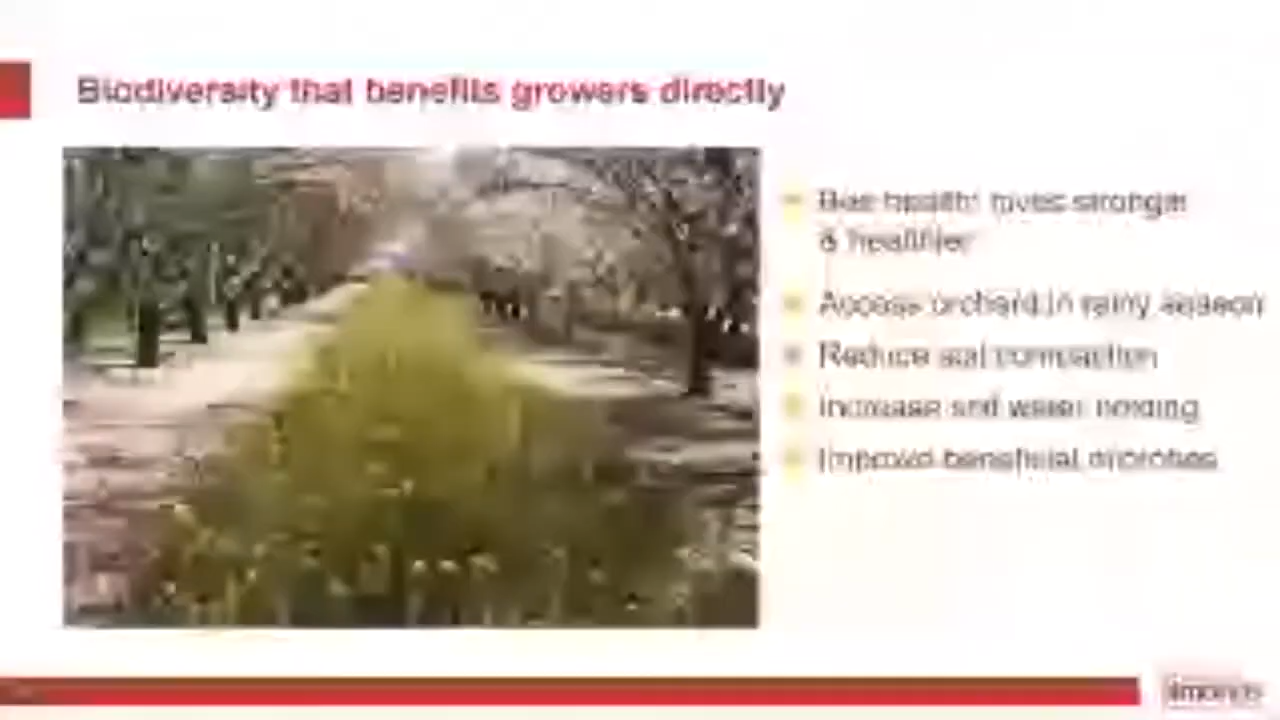 Biodiversity that benefits growers directly
Bee health: hives stronger
& healthier
Access orchard in rainy season
Reduce soil compaction
Increase soil water holding
Improve beneficial microbes